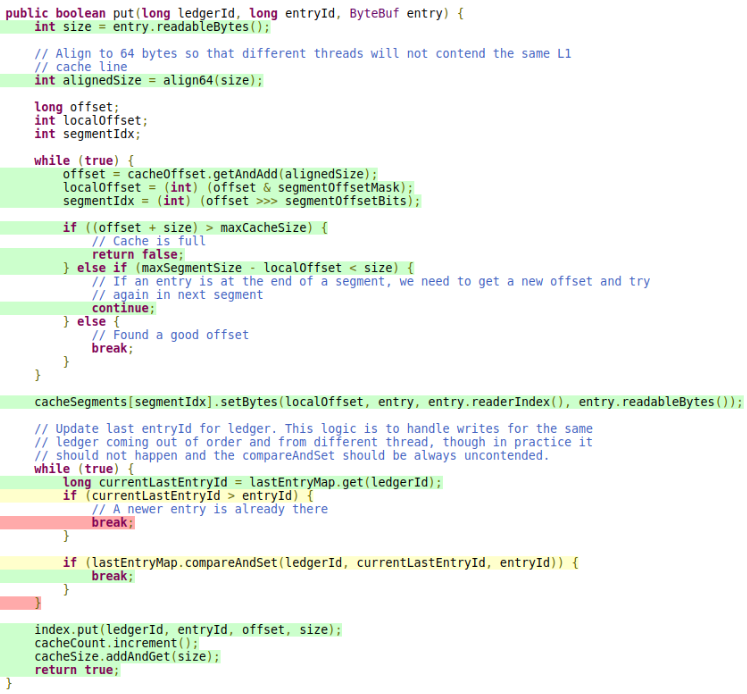 public boolean put(long ledgerId, long entryId, ByteBuf entry) {
    int size = entry.readableBytes();

    // Align to 64 bytes so that different threads will not contend the same L1
    // cache line
    int alignedSize = align64(size);

    long offset;
    int localOffset;
    int segmentIdx;

    while (true) {
        offset = cacheOffset.getAndAdd(alignedSize);
        localOffset = (int) (offset & segmentOffsetMask);
        segmentIdx = (int) (offset >>> segmentOffsetBits);

        if ((offset + size) > maxCacheSize) {
            // Cache is full
            return false;
        } else if (maxSegmentSize - localOffset < size) {
            // If an entry is at the end of a segment, we need to get a new offset and try
            // again in next segment
            continue;
        } else {
            // Found a good offset
            break;
        }
    }

    cacheSegments[segmentIdx].setBytes(localOffset, entry, entry.readerIndex(), entry.readableBytes());

    // Update last entryId for ledger. This logic is to handle writes for the same
    // ledger coming out of order and from different thread, though in practice it
    // should not happen and the compareAndSet should be always uncontended.
    while (true) {
        long currentLastEntryId = lastEntryMap.get(ledgerId);
        if (currentLastEntryId > entryId) {
            // A newer entry is already there
            break;
        }

        if (lastEntryMap.compareAndSet(ledgerId, currentLastEntryId, entryId)) {
            break;
        }
    }

    index.put(ledgerId, entryId, offset, size);
    cacheCount.increment();
    cacheSize.addAndGet(size);
    return true;
}